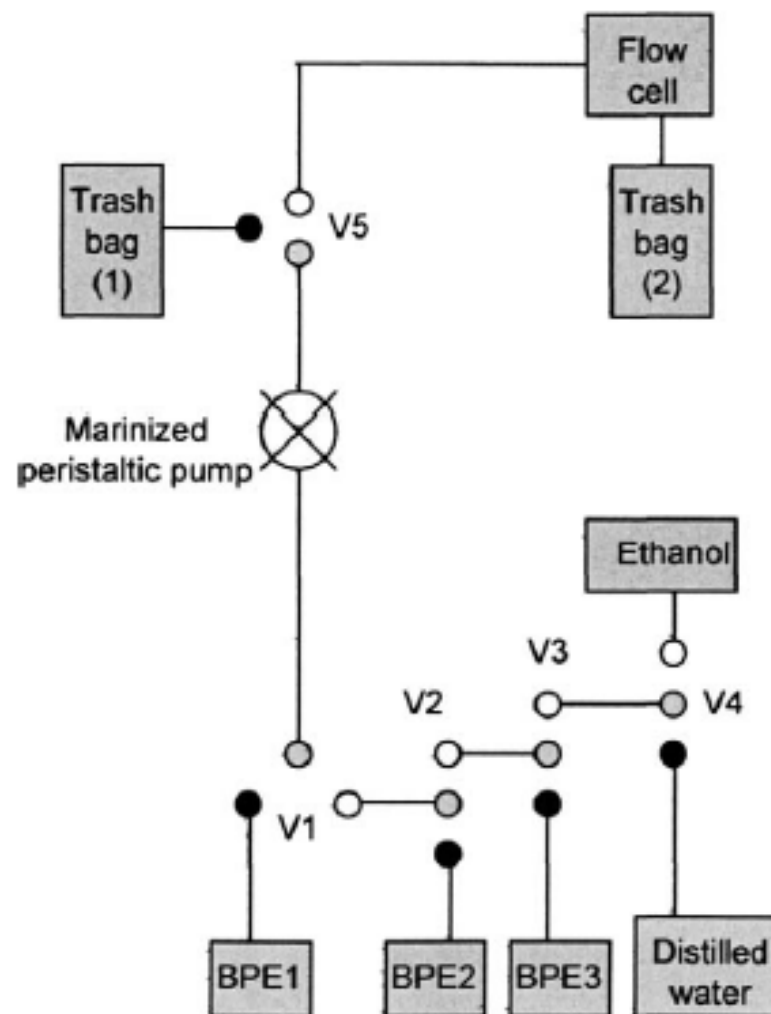 Flow
cell
Trash
bag
(1)
V5
Trash
bag
(2)
Marinized
peristaltic pump
Ethanol
V3
V2
V4
V1
BPE1
BPE2
BPE3
Distilled
water